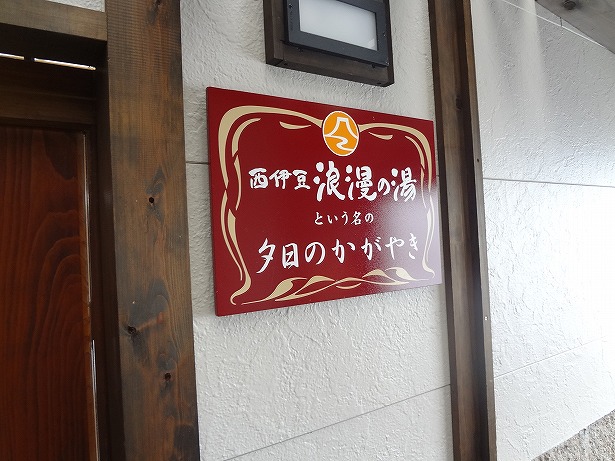 西伊豆 浪漫の湯
という名の
夕日のかがやき